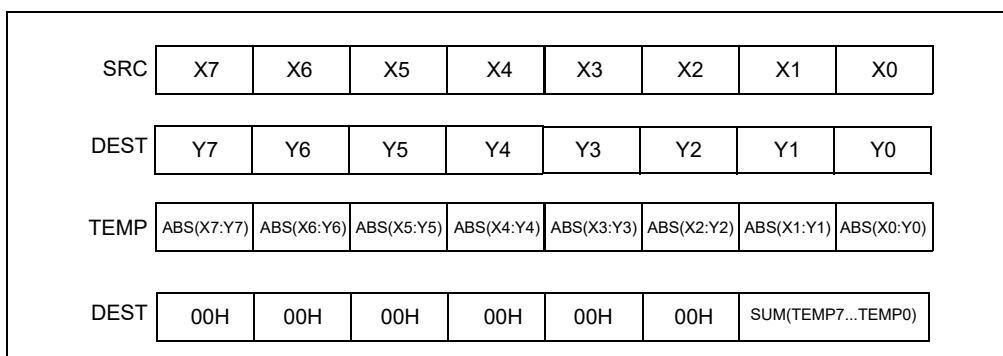 SRC X7 X6 X5 X4 X3 X2 X1 X0
DEST Y7 Y6 Y5 Y4 Y3 Y2 Y1 Y0
TEMP ABS(X7:Y7) ABS(X6:Y6) ABS(X5:Y5) ABS(X4:Y4) ABS(X3:Y3) ABS(X2:Y2) ABS(X1:Y1) ABS(X0:Y0)
DEST 00H 00H 00H 00H 00H 00H SUM(TEMP7...TEMP0)